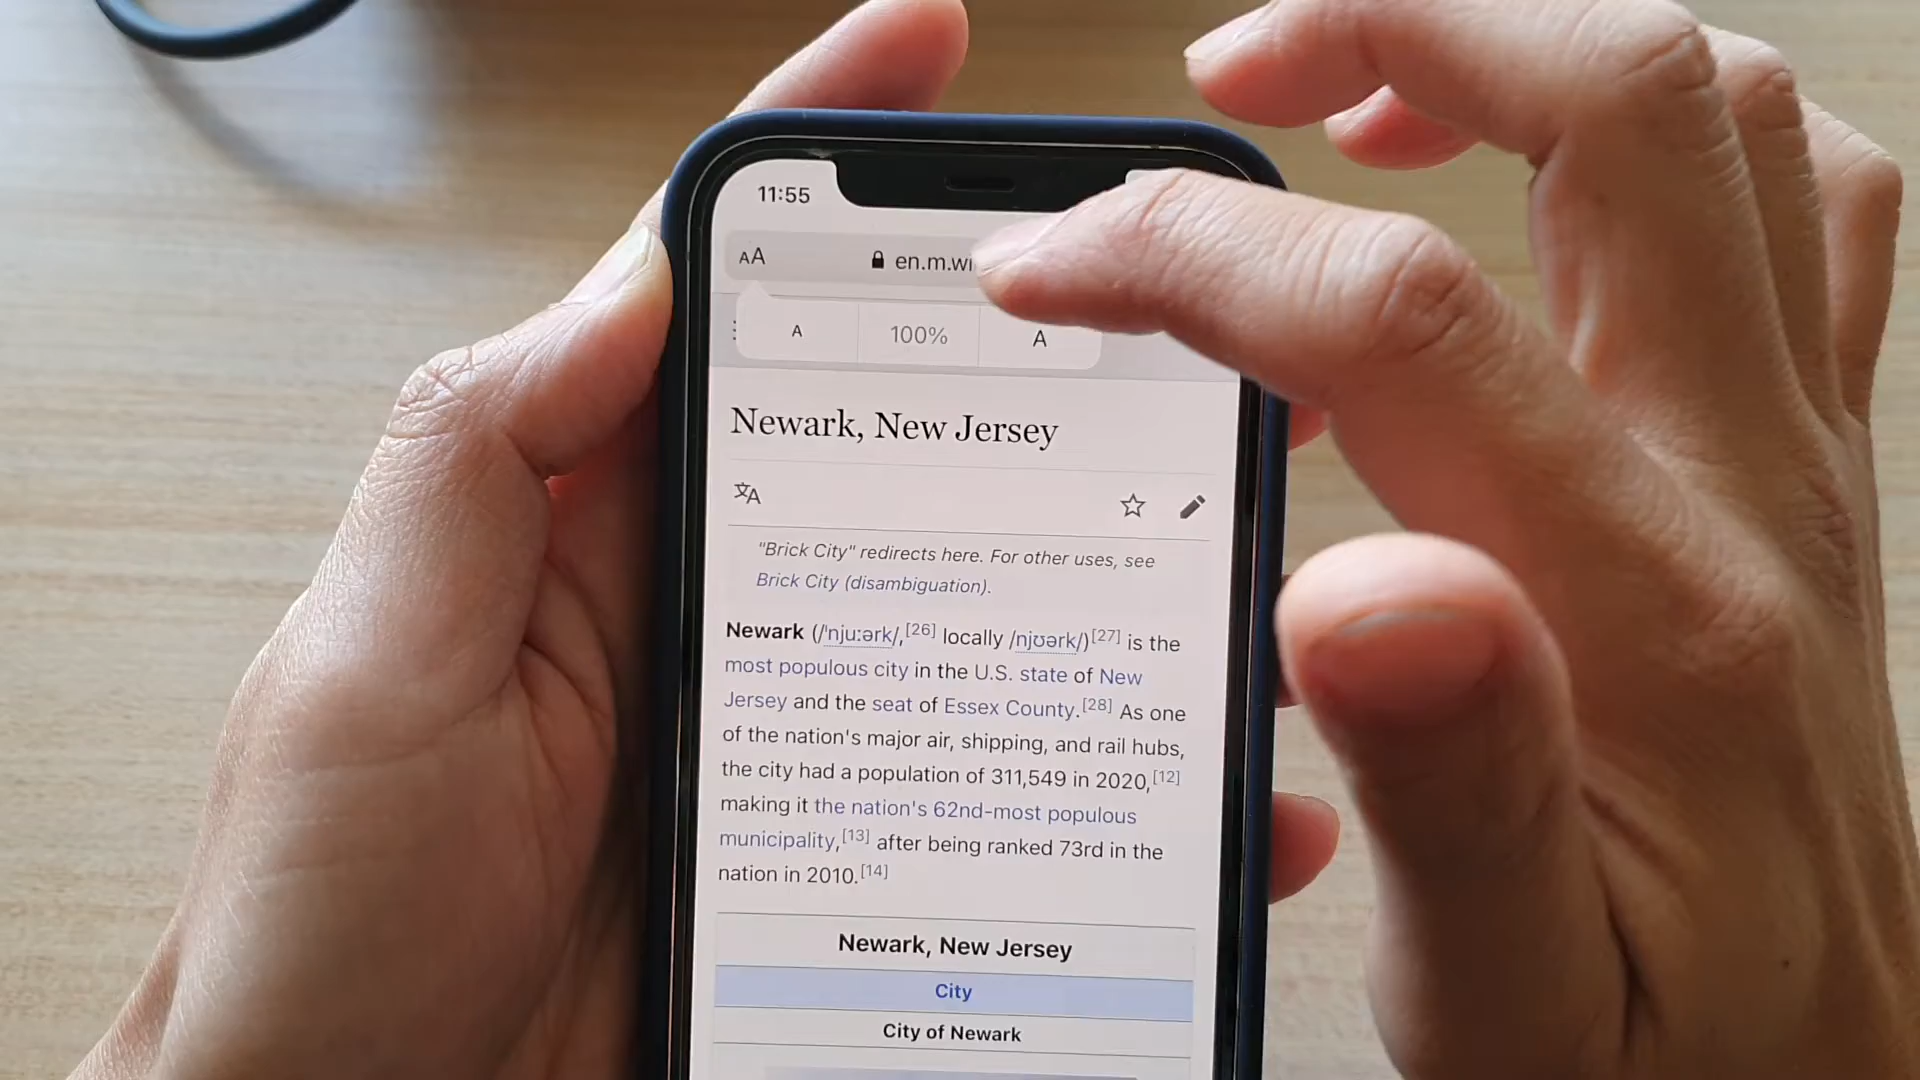 11:55
AA en.m.wi
A 100% A
Newark, New Jersey
文A
"Brick City" redirects here. For other uses, see
Brick City (disambiguation).
Newark (/ˈnjuːərk/,[26] locally /njʊərk/)[27] is the
most populous city in the U.S. state of New
Jersey and the seat of Essex County.[28] As one
of the nation's major air, shipping, and rail hubs,
the city had a population of 311,549 in 2020,[12]
making it the nation's 62nd-most populous
municipality,[13] after being ranked 73rd in the
nation in 2010.[14]
Newark, New Jersey
City
City of Newark